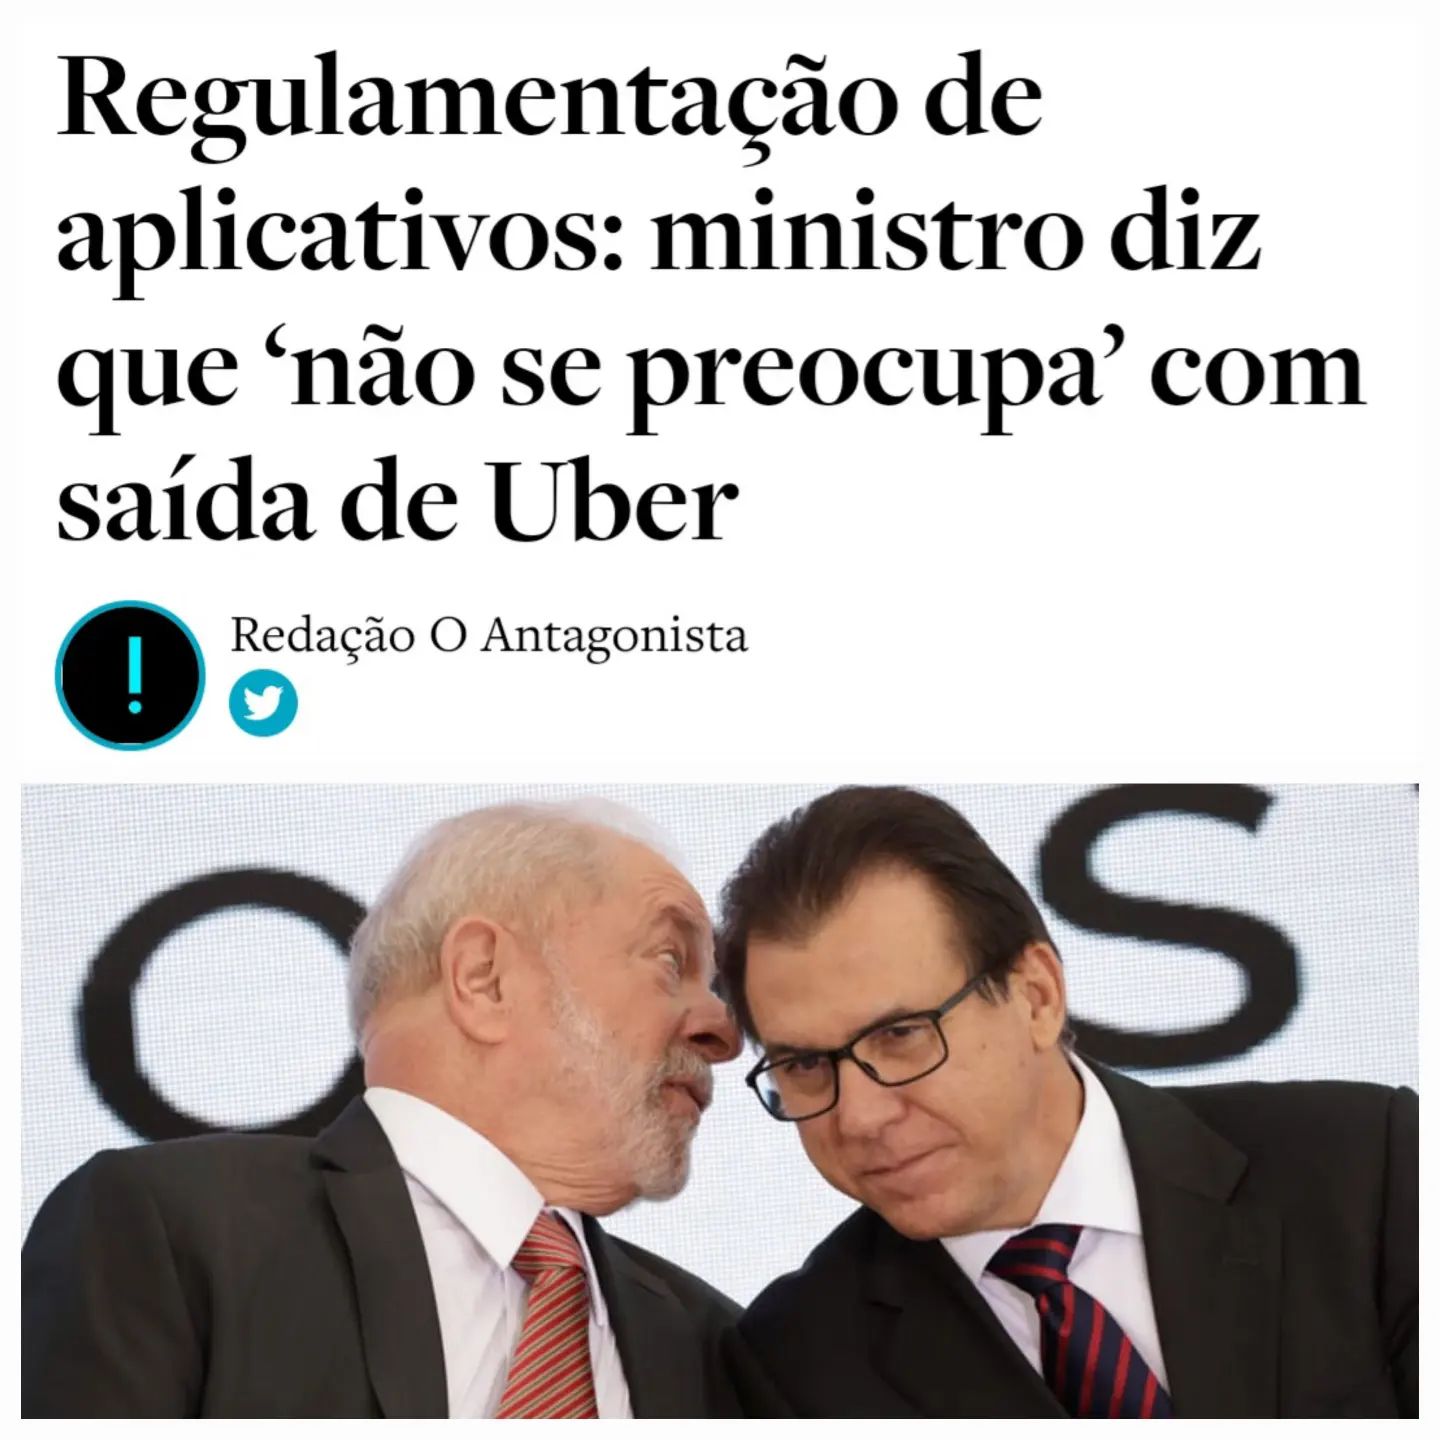 Regulamentação de
aplicativos: ministro diz
que ‘não se preocupa’ com
saída de Uber
Redação O Antagonista
O S